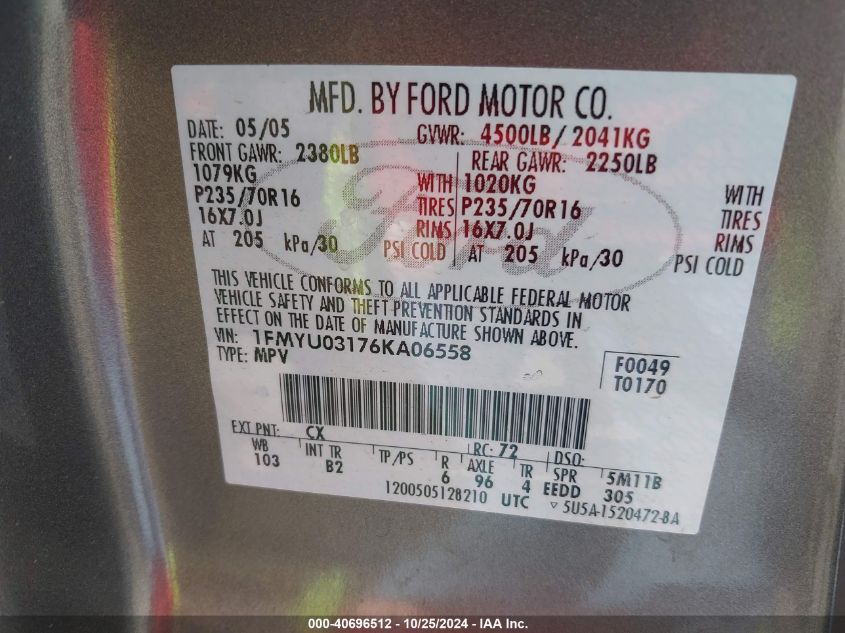 MFD. BY FORD MOTOR CO.
DATE: 05/05 GVWR: 4500LB/ 2041KG
FRONT GAWR: 2380LB REAR GAWR: 2250LB
1079KG WITH 1020KG WITH
P235/70R16 TIRES P235/70R16 TIRES
16X7.0J RIMS 16X7.0J RIMS
AT 205 kPa/30 PSI COLD AT 205 kPa/30 PSI COLD
Ford
THIS VEHICLE CONFORMS TO ALL APPLICABLE FEDERAL MOTOR
VEHICLE SAFETY AND THEFT PREVENTION STANDARDS IN
EFFECT ON THE DATE OF MANUFACTURE SHOWN ABOVE.
VIN: 1FMYU03176KA06558
TYPE: MPV
F0049
T0170
EXT PNT: CX RC: 72 DSO:
WB INT TR TP/PS R AXLE TR SPR 5M11B
103 B2 6 96 4 EEDD 305
1200505128210 UTC ▽ 5U5A-1520472-BA
000-40696512 / 10/25/2024 - IAA Inc.